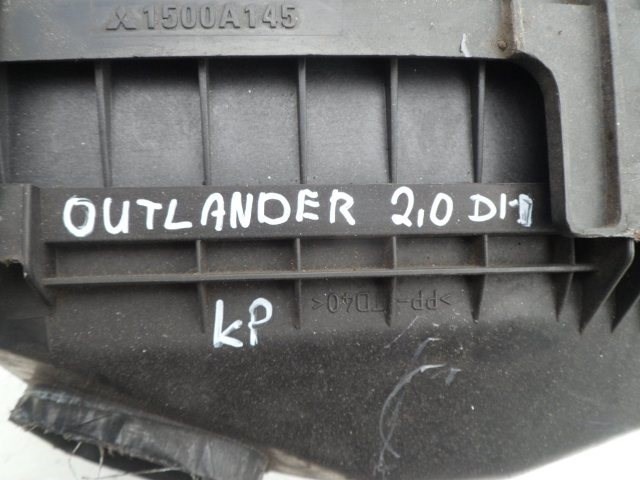 1500A145
OUTLANDER 2,0 DI-D
>PP-TD40<
KP